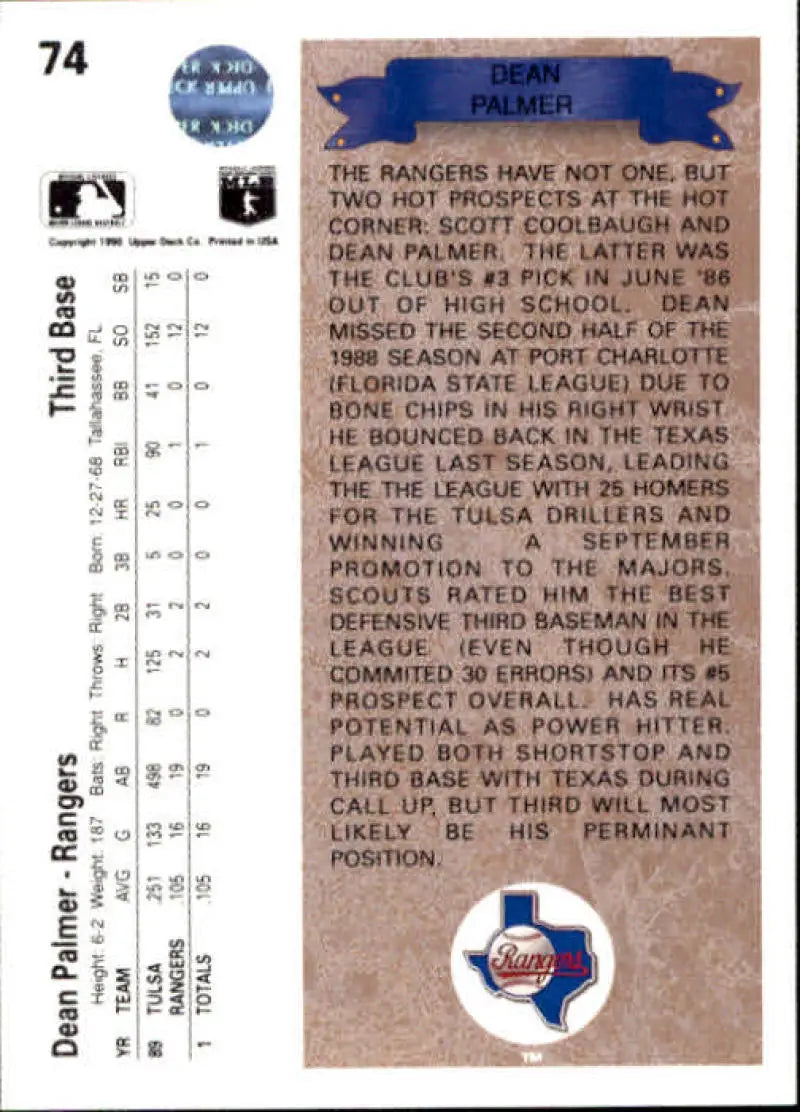 74
Copyright 1990 Upper Deck Co. Printed in USA
Dean Palmer - Rangers Third Base
Height: 6-2 Weight: 187 Bats: Right Throws: Right Born: 12-27-68 Tallahassee, FL
YR TEAM AVG G AB R H 2B 3B HR RBI BB SO SB
89 TULSA .251 133 498 82 125 31 5 25 90 41 152 15
RANGERS .105 16 19 0 2 2 0 0 1 0 12 0
1 TOTALS .105 16 19 0 2 2 0 0 1 0 12 0
DEAN
PALMER
THE RANGERS HAVE NOT ONE, BUT
TWO HOT PROSPECTS AT THE HOT
CORNER: SCOTT COOLBAUGH AND
DEAN PALMER. THE LATTER WAS
THE CLUB'S #3 PICK IN JUNE '86
OUT OF HIGH SCHOOL. DEAN
MISSED THE SECOND HALF OF THE
1988 SEASON AT PORT CHARLOTTE
(FLORIDA STATE LEAGUE) DUE TO
BONE CHIPS IN HIS RIGHT WRIST.
HE BOUNCED BACK IN THE TEXAS
LEAGUE LAST SEASON, LEADING
THE THE LEAGUE WITH 25 HOMERS
FOR THE TULSA DRILLERS AND
WINNING A SEPTEMBER
PROMOTION TO THE MAJORS.
SCOUTS RATED HIM THE BEST
DEFENSIVE THIRD BASEMAN IN THE
LEAGUE (EVEN THOUGH HE
COMMITED 30 ERRORS) AND ITS #5
PROSPECT OVERALL. HAS REAL
POTENTIAL AS POWER HITTER.
PLAYED BOTH SHORTSTOP AND
THIRD BASE WITH TEXAS DURING
CALL UP, BUT THIRD WILL MOST
LIKELY BE HIS PERMINANT
POSITION.
Rangers
TM